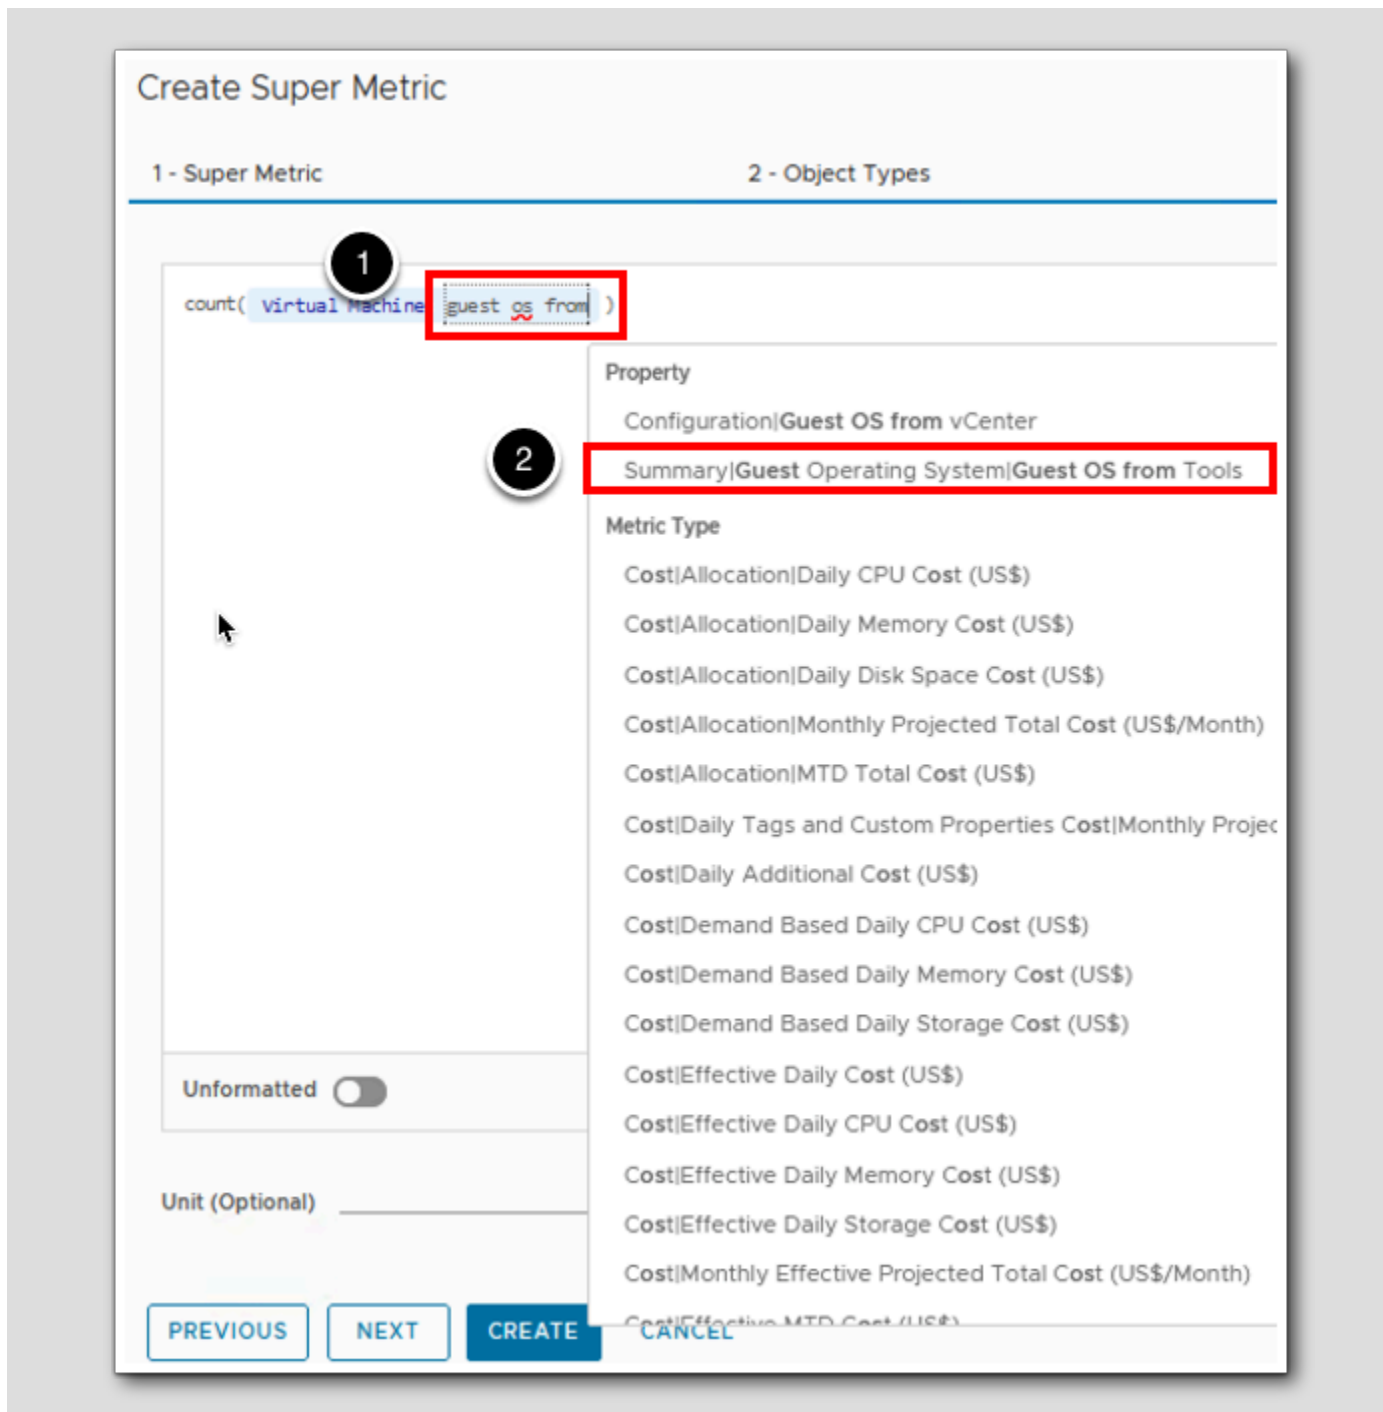 Create Super Metric
1 - Super Metric
2 - Object Types
1
count( Virtual Machine guest os from )
Property
Configuration|Guest OS from vCenter
2
Summary|Guest Operating System|Guest OS from Tools
Metric Type
Cost|Allocation|Daily CPU Cost (US$)
Cost|Allocation|Daily Memory Cost (US$)
Cost|Allocation|Daily Disk Space Cost (US$)
Cost|Allocation|Monthly Projected Total Cost (US$/Month)
Cost|Allocation|MTD Total Cost (US$)
Cost|Daily Tags and Custom Properties Cost|Monthly Projec
Cost|Daily Additional Cost (US$)
Cost|Demand Based Daily CPU Cost (US$)
Cost|Demand Based Daily Memory Cost (US$)
Cost|Demand Based Daily Storage Cost (US$)
Cost|Effective Daily Cost (US$)
Cost|Effective Daily CPU Cost (US$)
Cost|Effective Daily Memory Cost (US$)
Cost|Effective Daily Storage Cost (US$)
Cost|Monthly Effective Projected Total Cost (US$/Month)
Cost|Effective MTD Cost (US$)
Unformatted
Unit (Optional)
PREVIOUS
NEXT
CREATE
CANCEL